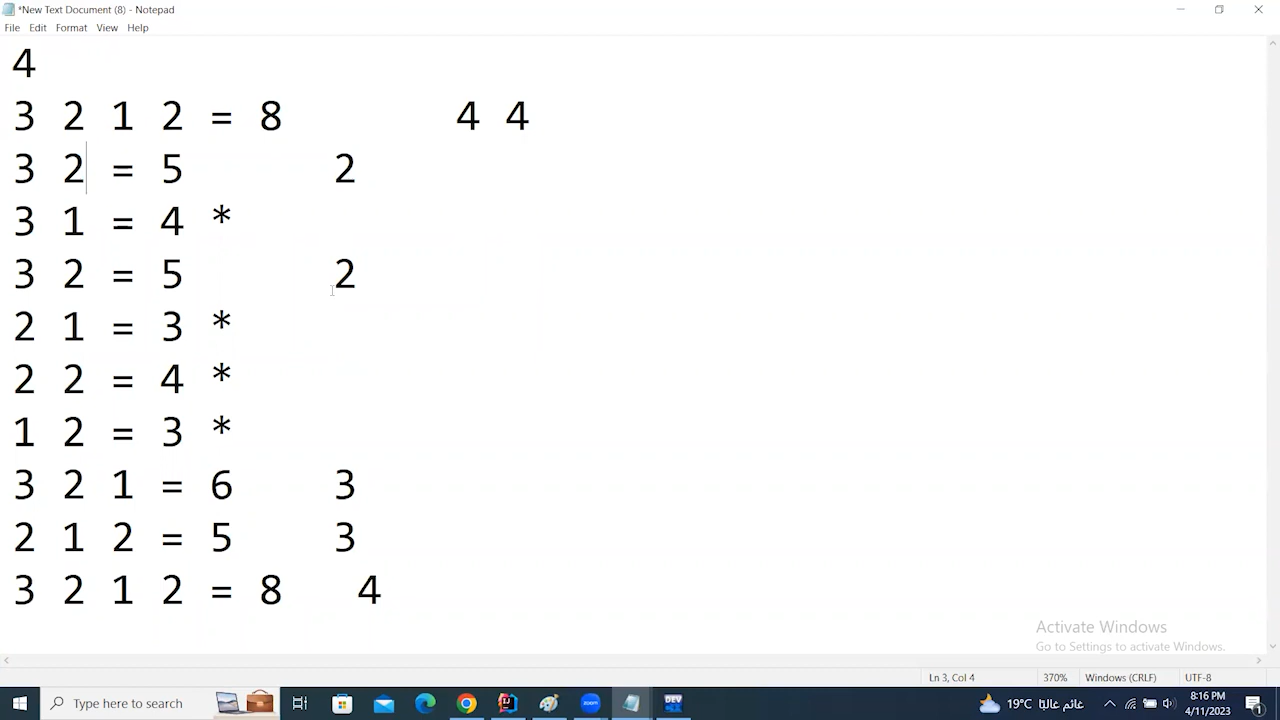 *New Text Document (8) - Notepad
File Edit Format View Help
4
3 2 1 2 = 8 4 4
3 2 = 5 2
3 1 = 4 *
3 2 = 5 2
2 1 = 3 *
2 2 = 4 *
1 2 = 3 *
3 2 1 = 6 3
2 1 2 = 5 3
3 2 1 2 = 8 4
Activate Windows
Go to Settings to activate Windows.
Ln 3, Col 4 370% Windows (CRLF) UTF-8
Type here to search zoom 19°C غائم غالبًا 8:16 PM
4/11/2023 1